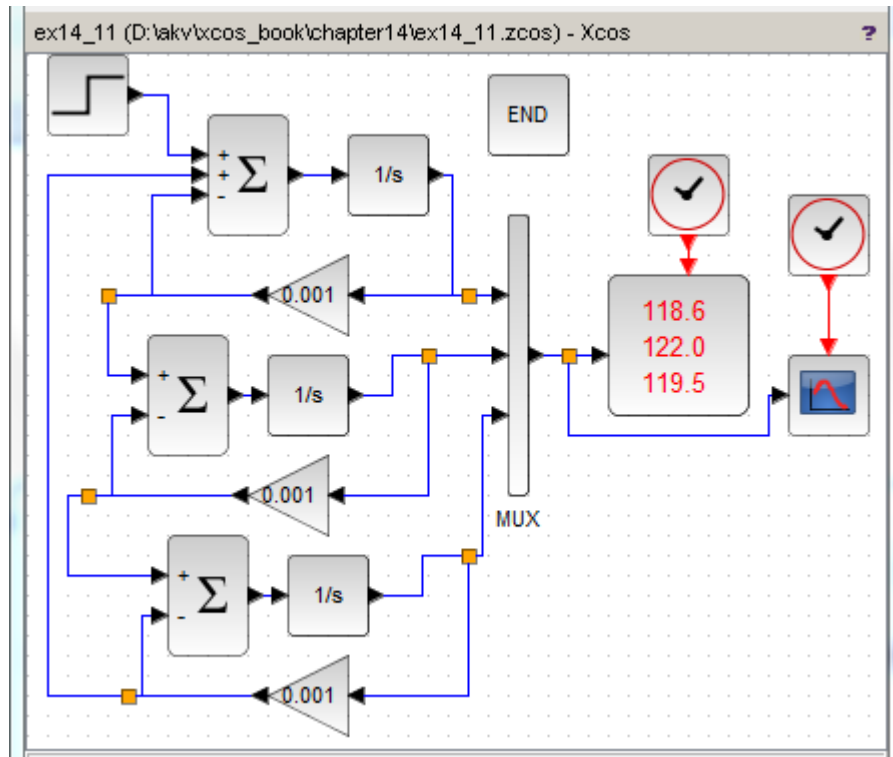 ex14_11 (D:\akv\xcos_book\chapter14\ex14_11.zcos) - Xcos ?
END
+
+
-
Σ
1/s
0.001
118.6
122.0
119.5
+
-
Σ
1/s
0.001
MUX
+
-
Σ
1/s
0.001